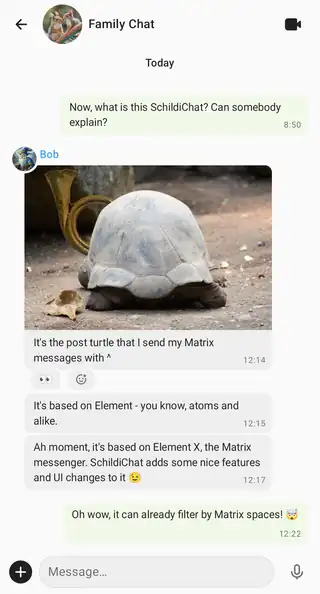 Family Chat
Today
Now, what is this SchildiChat? Can somebody
explain?
8:50
Bob
It's the post turtle that I send my Matrix
messages with ^
12:14
It's based on Element - you know, atoms and
alike.
12:15
Ah moment, it's based on Element X, the Matrix
messenger. SchildiChat adds some nice features
and UI changes to it 😉
12:17
Oh wow, it can already filter by Matrix spaces! 🤯
12:22
Message...